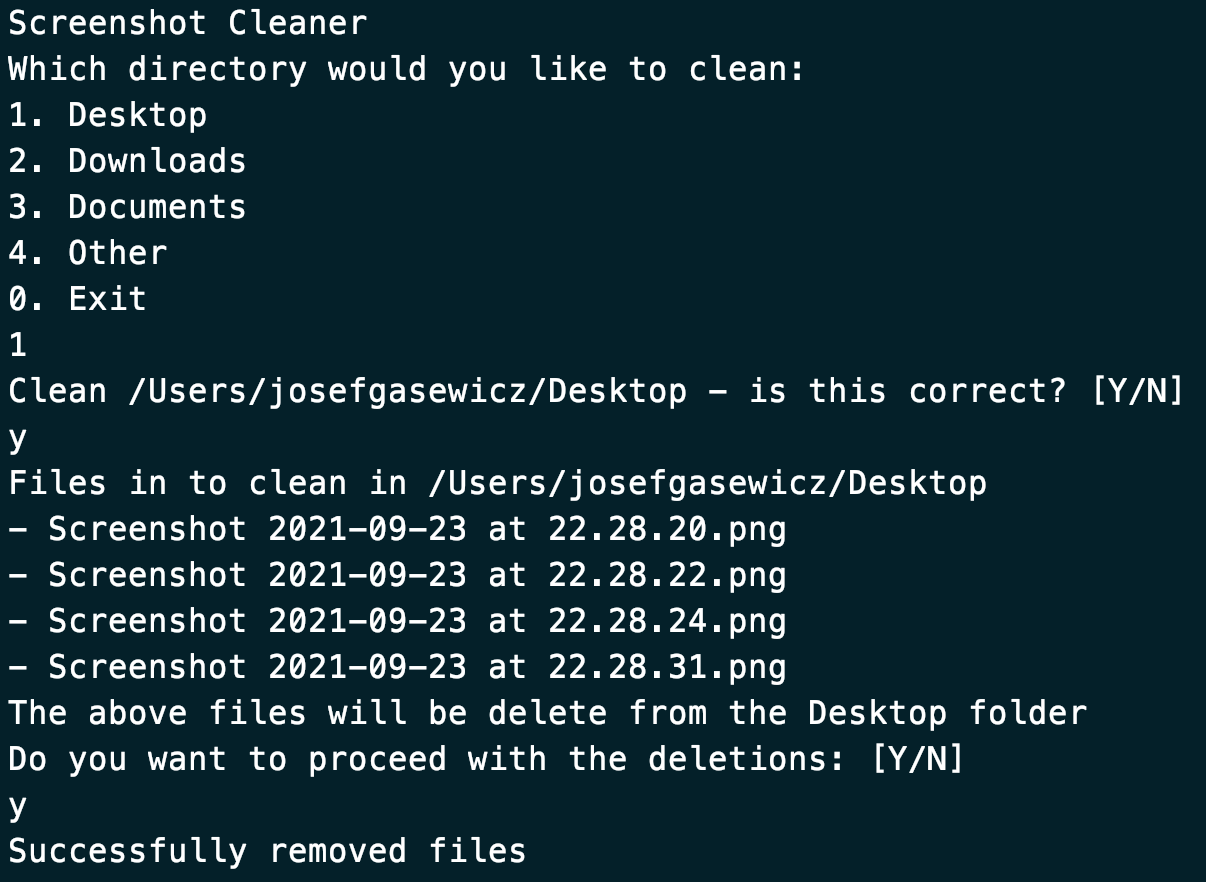 Screenshot Cleaner
Which directory would you like to clean:
1. Desktop
2. Downloads
3. Documents
4. Other
0. Exit
1
Clean /Users/josefgasewicz/Desktop – is this correct? [Y/N]
y
Files in to clean in /Users/josefgasewicz/Desktop
– Screenshot 2021–09–23 at 22.28.20.png
– Screenshot 2021–09–23 at 22.28.22.png
– Screenshot 2021–09–23 at 22.28.24.png
– Screenshot 2021–09–23 at 22.28.31.png
The above files will be delete from the Desktop folder
Do you want to proceed with the deletions: [Y/N]
y
Successfully removed files